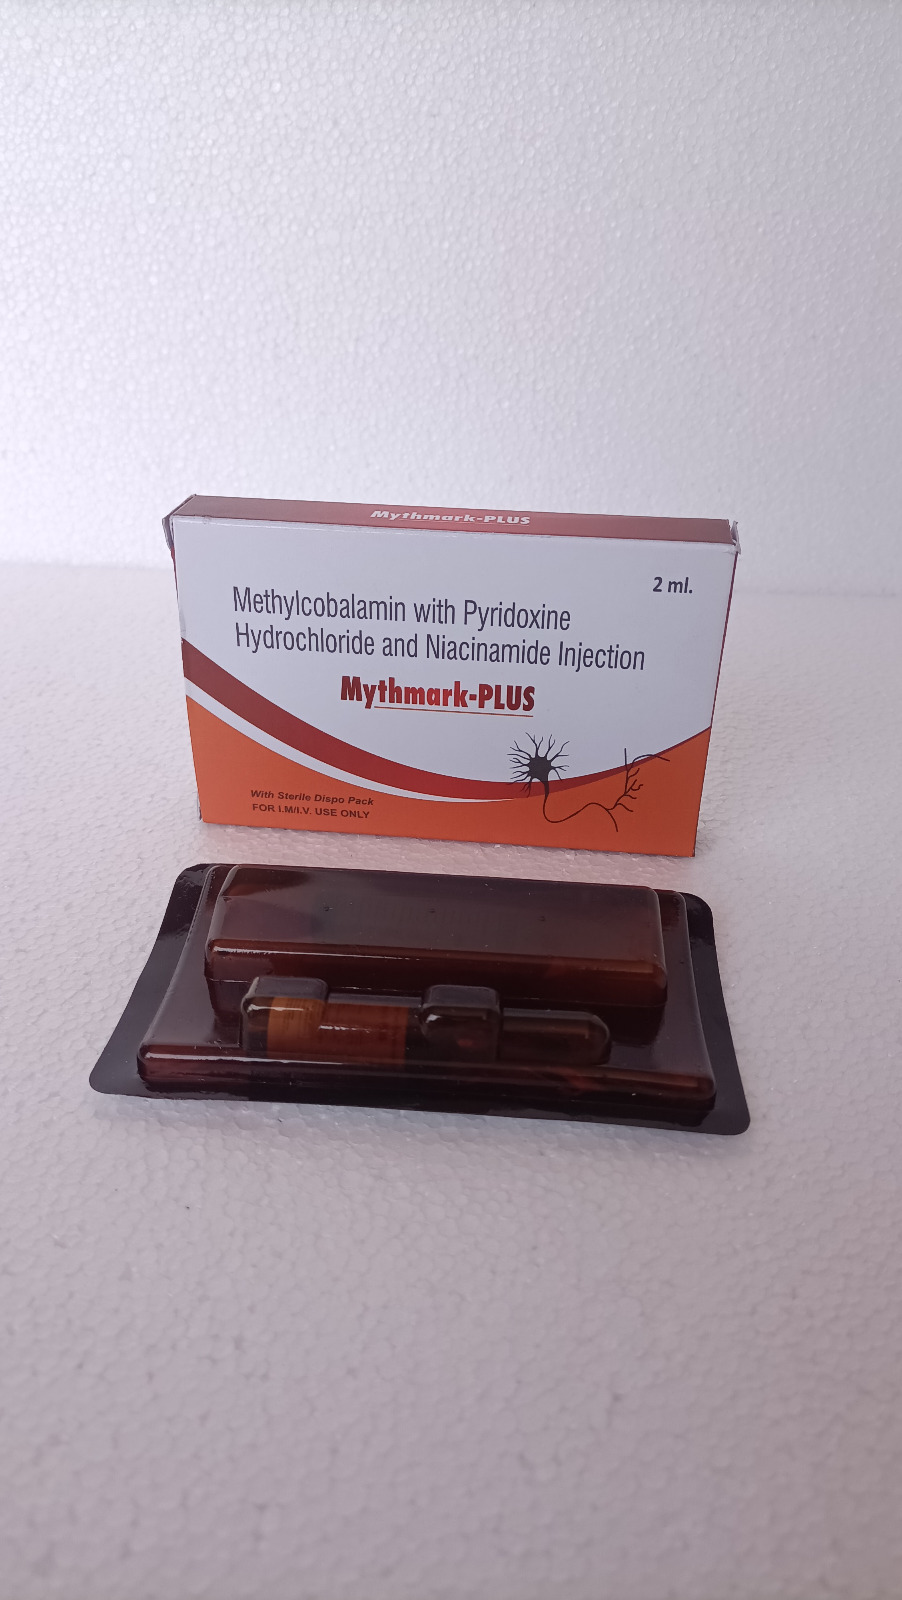 Mythmark-PLUS
2 ml.
Methylcobalamin with Pyridoxine
Hydrochloride and Niacinamide Injection
Mythmark-PLUS
With Sterile Dispo Pack
FOR I.M/I.V. USE ONLY